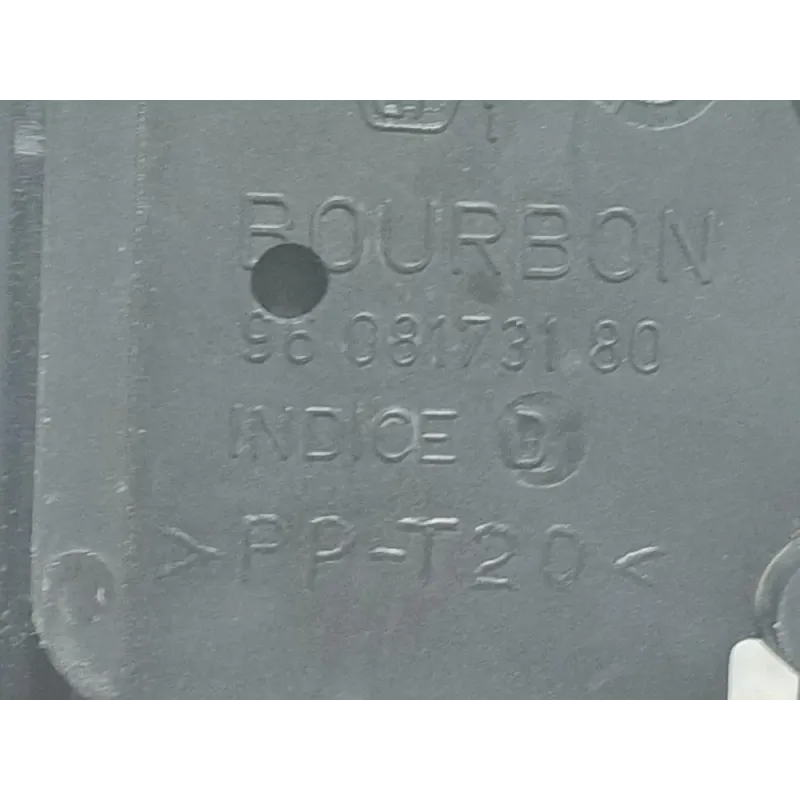 BOURBON
96 081731 80
INDICE D
>PP-T20<